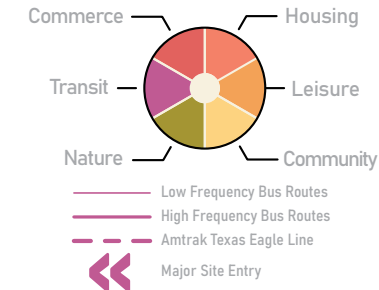 Commerce Housing
Transit Leisure
Nature Community
Low Frequency Bus Routes
High Frequency Bus Routes
Amtrak Texas Eagle Line
Major Site Entry